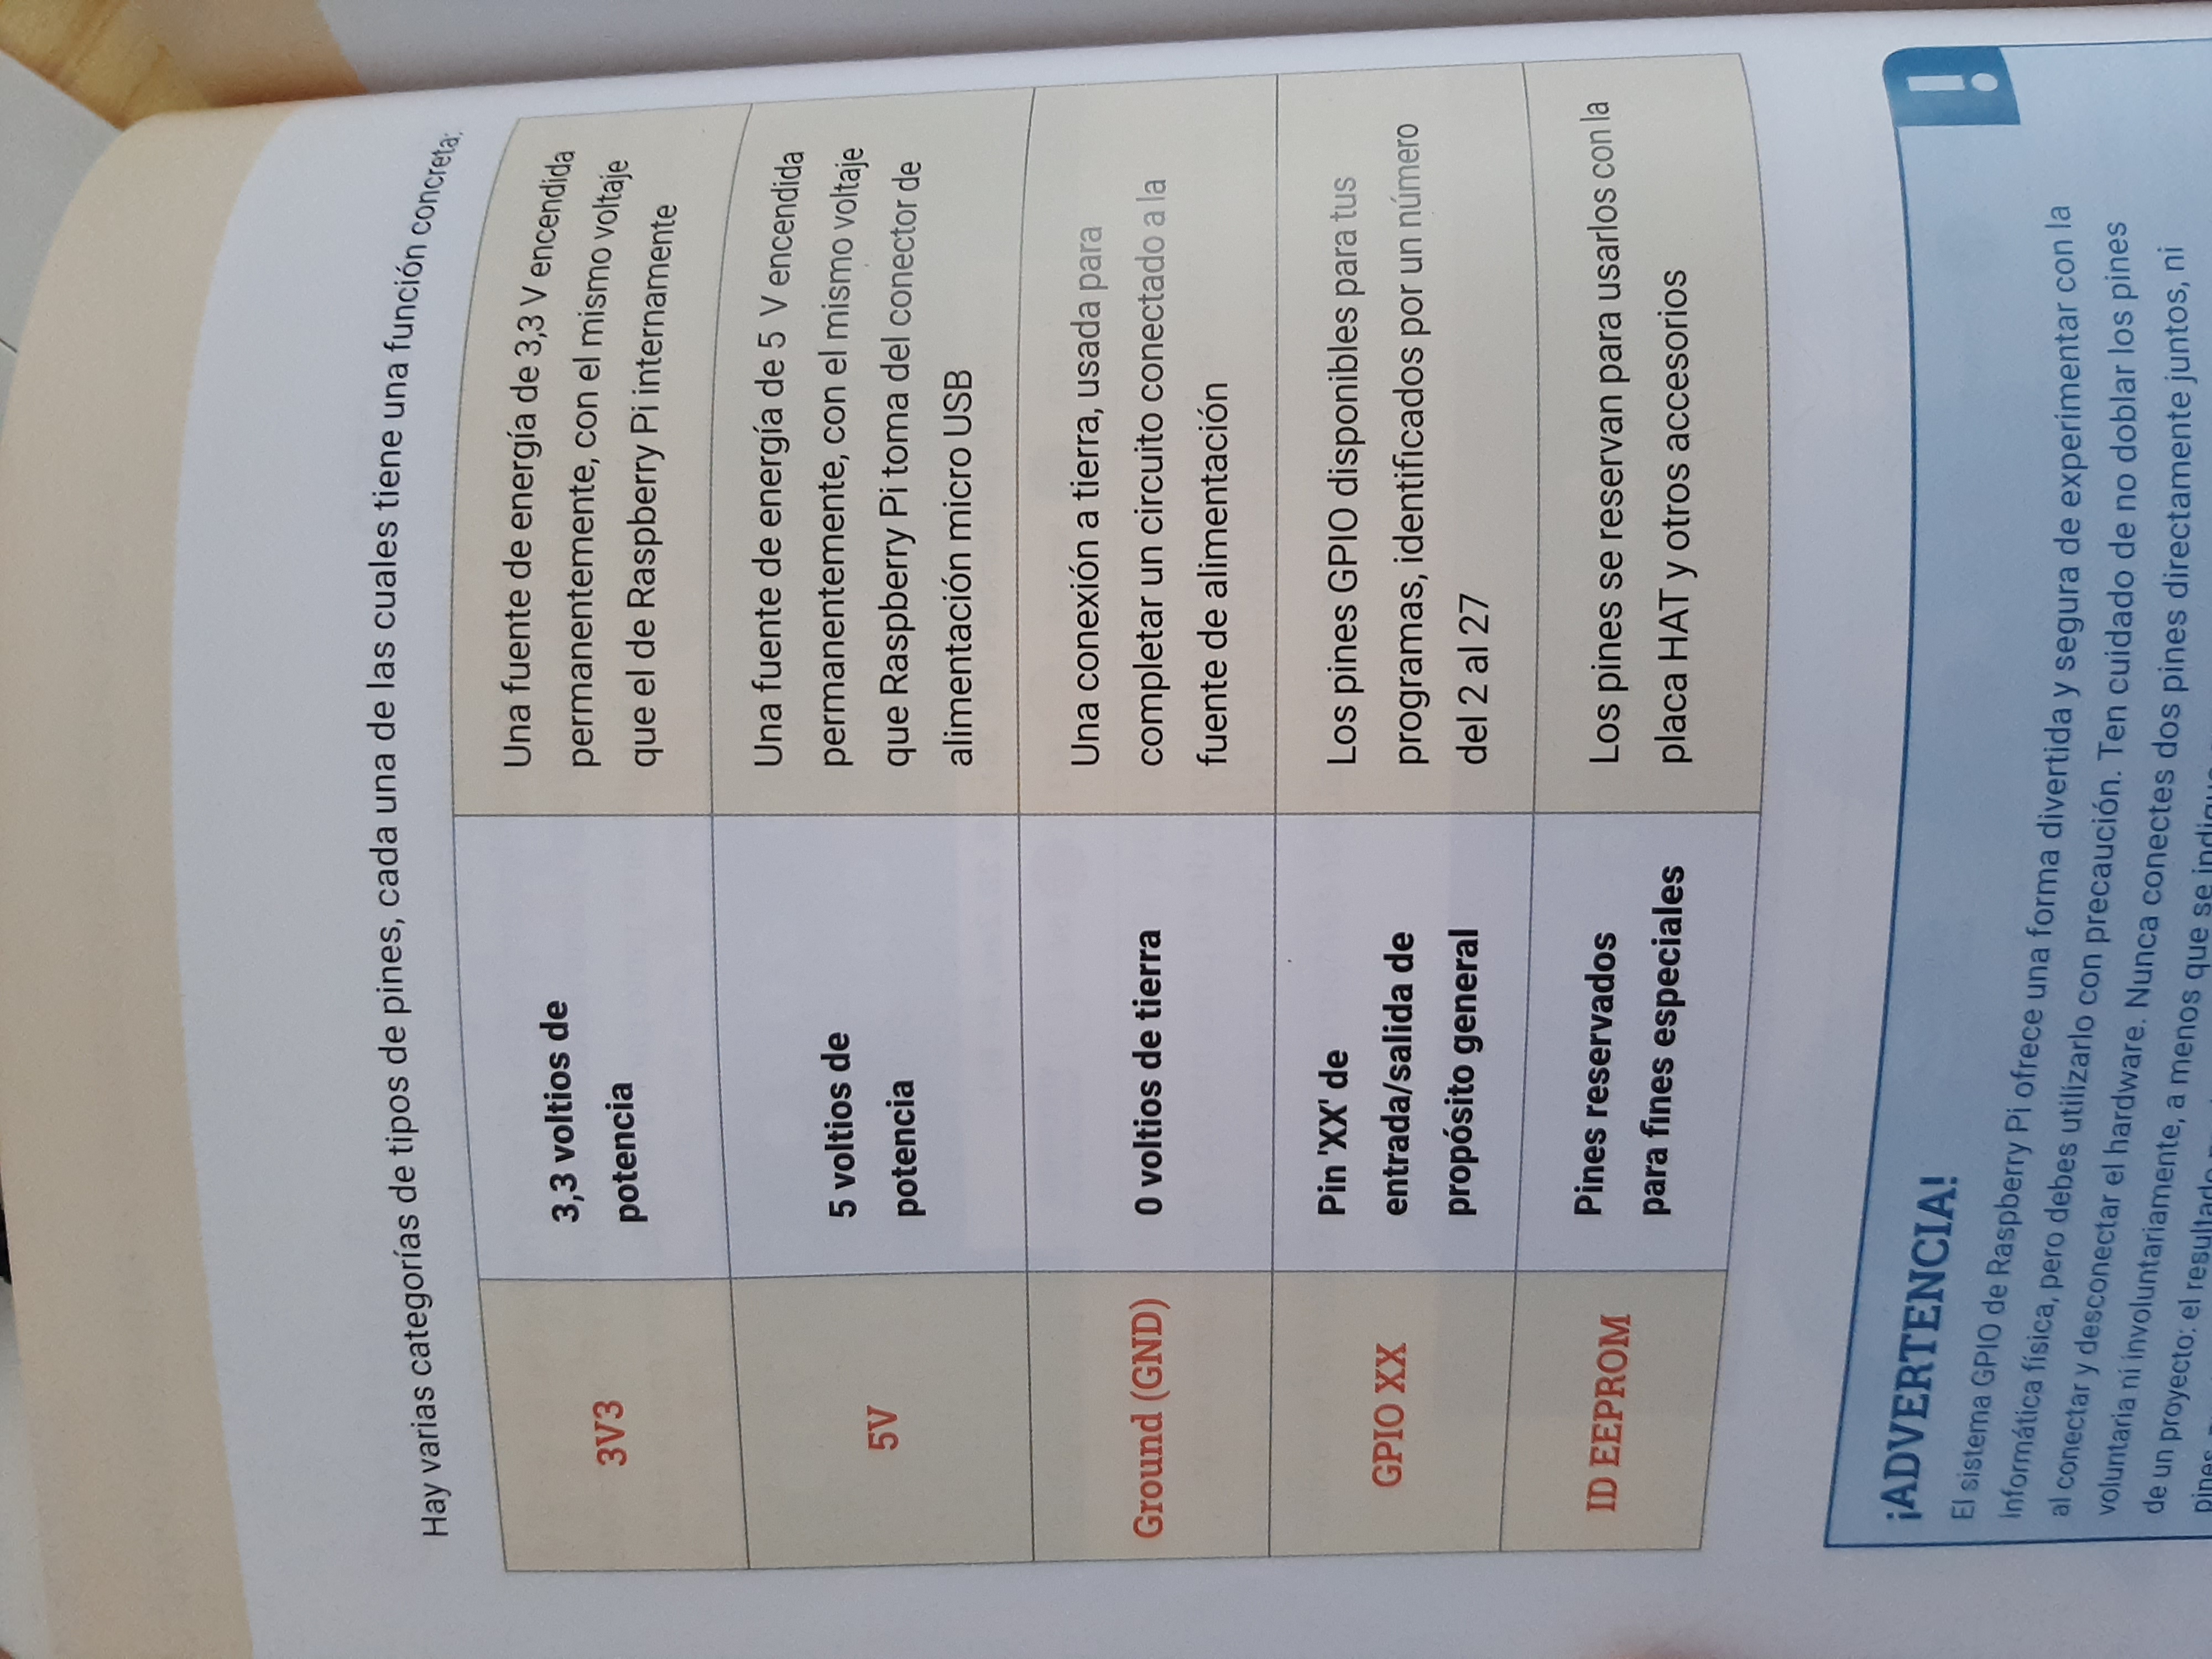 Hay varias categorías de tipos de pines, cada una de las cuales tiene una función concreta:
3V3
3,3 voltios de
potencia
Una fuente de energía de 3,3 V encendida
permanentemente, con el mismo voltaje
que el de Raspberry Pi internamente
5V
5 voltios de
potencia
Una fuente de energía de 5 V encendida
permanentemente, con el mismo voltaje
que Raspberry Pi toma del conector de
alimentación micro USB
Ground (GND)
0 voltios de tierra
Una conexión a tierra, usada para
completar un circuito conectado a la
fuente de alimentación
GPIO XX
Pin 'XX' de
entrada/salida de
propósito general
Los pines GPIO disponibles para tus
programas, identificados por un número
del 2 al 27
ID EEPROM
Pines reservados
para fines especiales
Los pines se reservan para usarlos con la
placa HAT y otros accesorios
¡ADVERTENCIA!
El sistema GPIO de Raspberry Pi ofrece una forma divertida y segura de experimentar con la
informática física, pero debes utilizarlo con precaución. Ten cuidado de no doblar los pines
al conectar y desconectar el hardware. Nunca conectes dos pines directamente juntos, ni
voluntaria ni involuntariamente, a menos que se
de un proyecto: el
pines